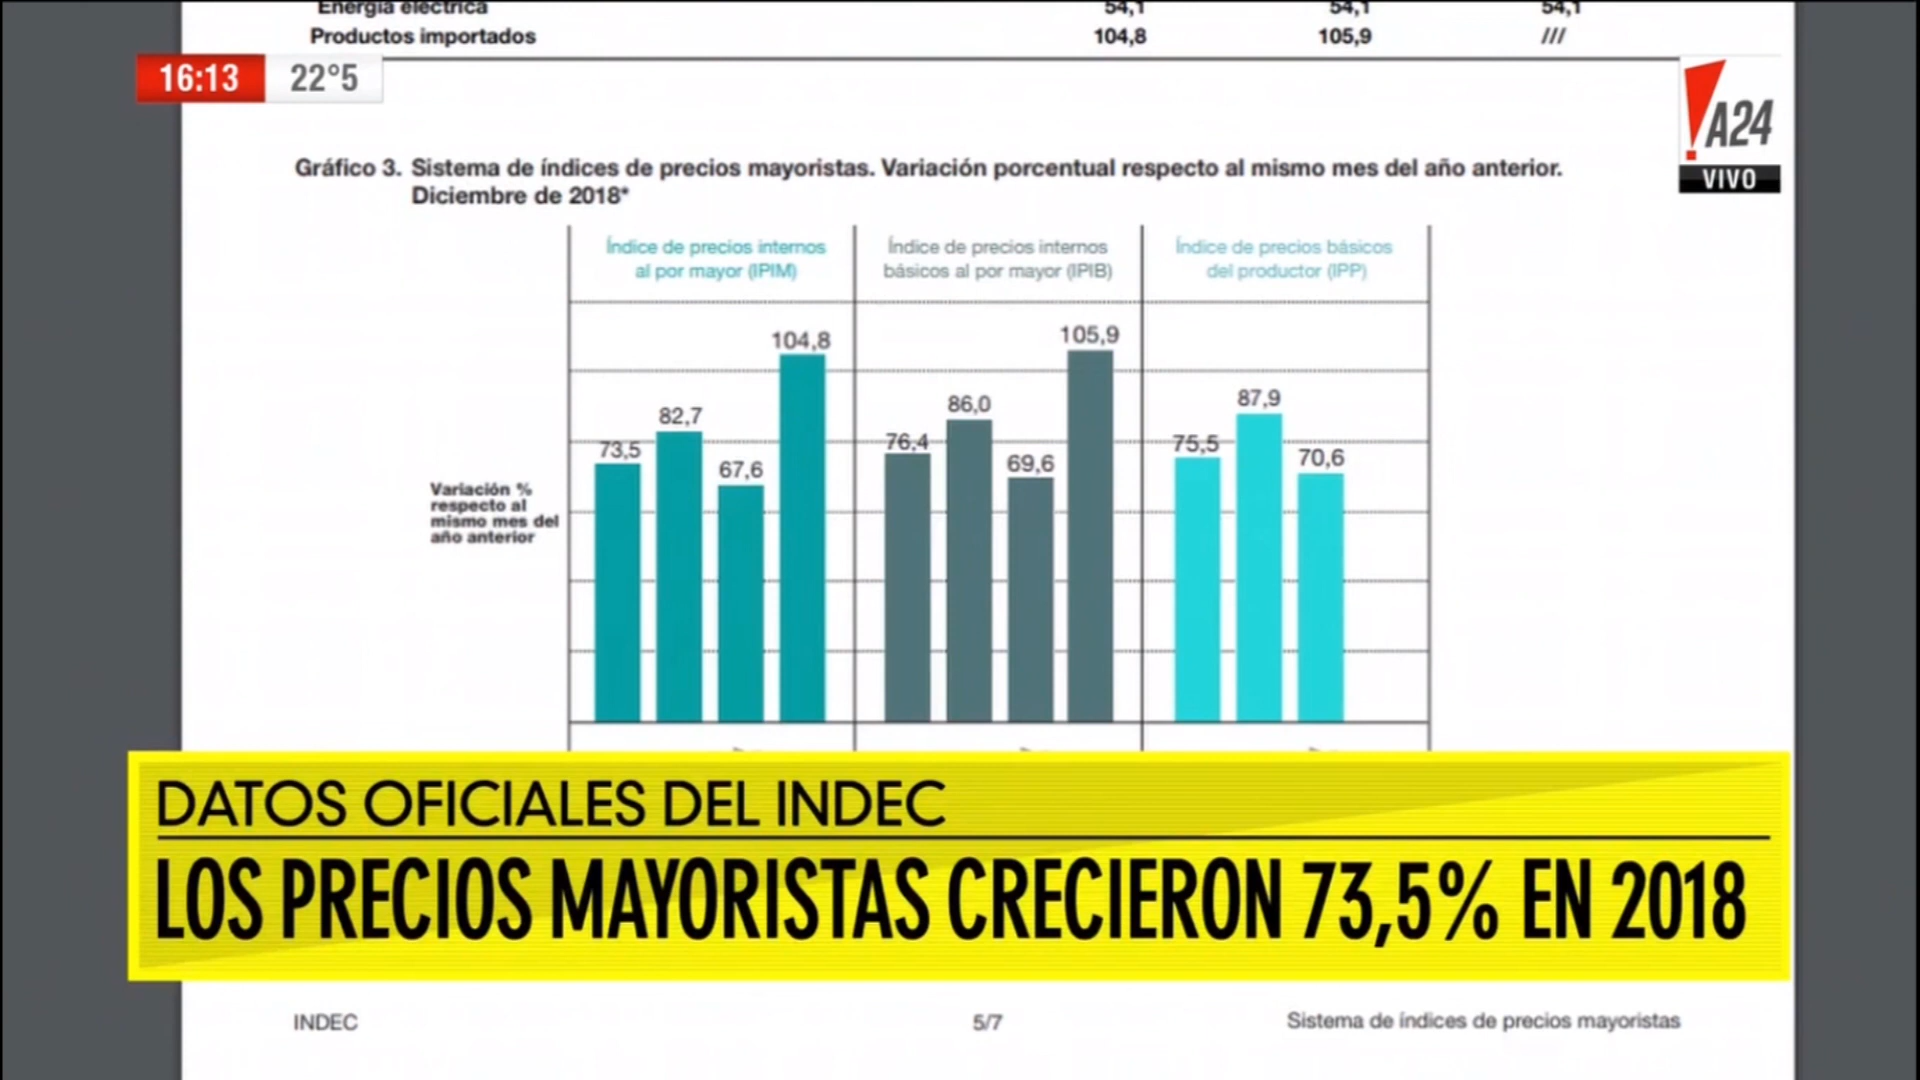 Energía eléctrica 54,1 54,1 54,1
Productos importados 104,8 105,9 ///
16:13 22°5
A24
VIVO
Gráfico 3. Sistema de índices de precios mayoristas. Variación porcentual respecto al mismo mes del año anterior.
Diciembre de 2018*
Índice de precios internos
al por mayor (IPIM)
Índice de precios internos
básicos al por mayor (IPIB)
Índice de precios básicos
del productor (IPP)
73,5 82,7 67,6 104,8
76,4 86,0 69,6 105,9
75,5 87,9 70,6
Variación %
respecto al
mismo mes del
año anterior
DATOS OFICIALES DEL INDEC
LOS PRECIOS MAYORISTAS CRECIERON 73,5% EN 2018
INDEC 5/7 Sistema de índices de precios mayoristas